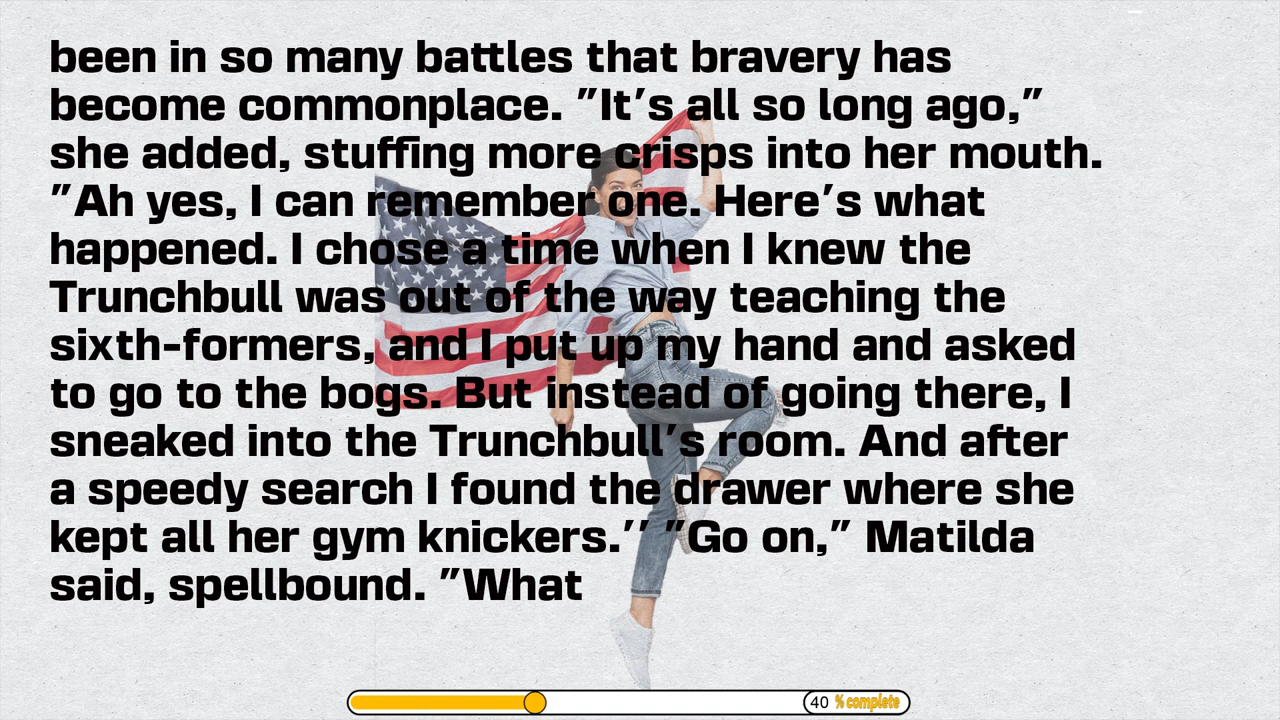 been in so many battles that bravery has
become commonplace. "It's all so long ago,"
she added, stuffing more crisps into her mouth.
"Ah yes, I can remember one. Here's what
happened. I chose a time when I knew the
Trunchbull was out of the way teaching the
sixth-formers, and I put up my hand and asked
to go to the bogs. But instead of going there, I
sneaked into the Trunchbull's room. And after
a speedy search I found the drawer where she
kept all her gym knickers.'' "Go on," Matilda
said, spellbound. "What
40 % complete